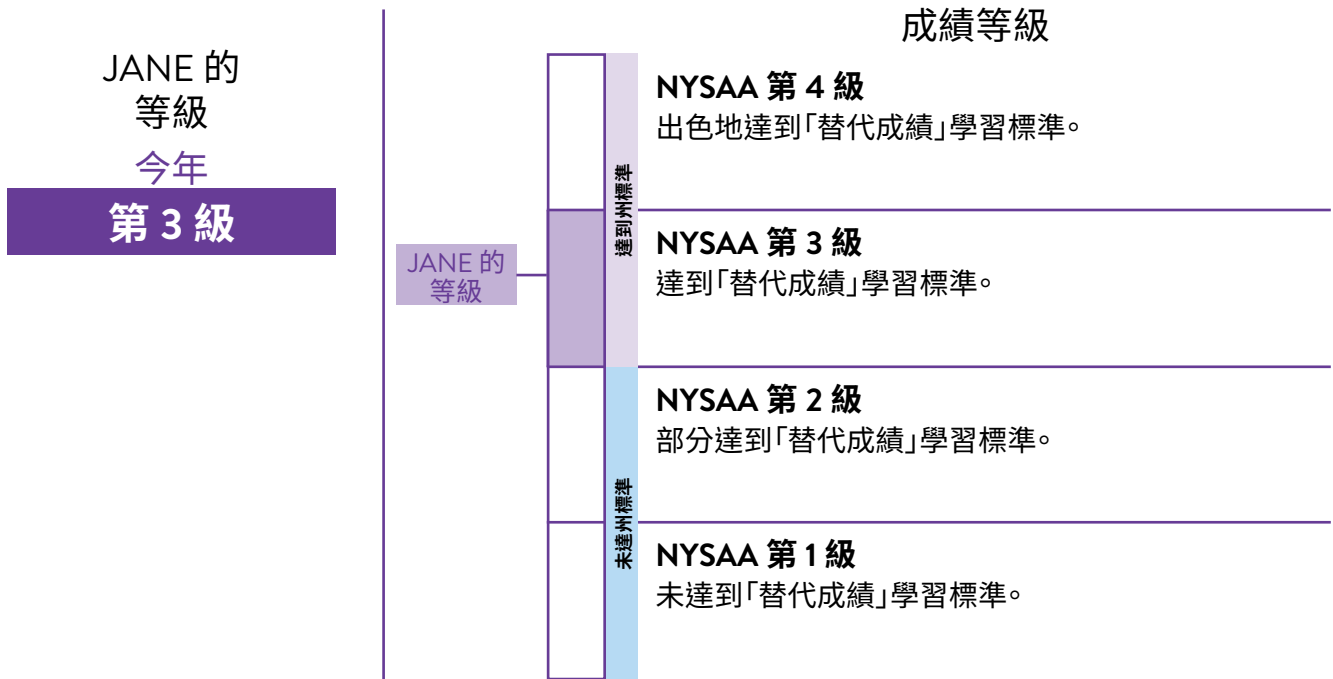 JANE 的
等級
今年
第 3 級
成績等級
JANE 的
等級
達到州標準
未達州標準
NYSAA 第 4 級
出色地達到「替代成績」學習標準。
NYSAA 第 3 級
達到「替代成績」學習標準。
NYSAA 第 2 級
部分達到「替代成績」學習標準。
NYSAA 第 1 級
未達到「替代成績」學習標準。